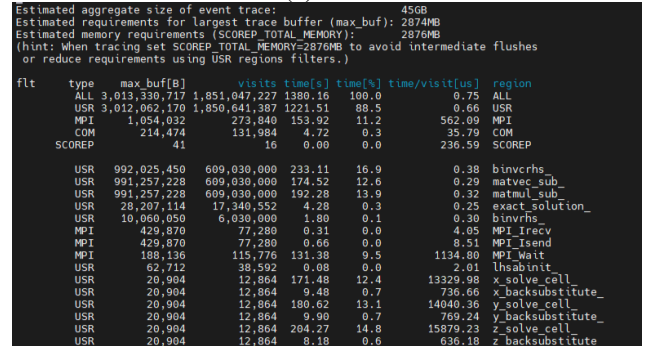 Estimated aggregate size of event trace: 45GB
Estimated requirements for largest trace buffer (max_buf): 2874MB
Estimated memory requirements (SCOREP_TOTAL_MEMORY): 2876MB
(hint: When tracing set SCOREP_TOTAL_MEMORY=2876MB to avoid intermediate flushes
or reduce requirements using USR regions filters.)
flt type max_buf[B] visits time[s] time[%] time/visit[us] region
ALL 3,013,330,717 1,851,047,227 1380.16 100.0 0.75 ALL
USR 3,012,062,170 1,850,641,387 1221.51 88.5 0.66 USR
MPI 1,054,032 273,840 153.92 11.2 562.09 MPI
COM 214,474 131,984 4.72 0.3 35.79 COM
SCOREP 41 16 0.00 0.0 236.59 SCOREP
USR 992,025,450 609,030,000 233.11 16.9 0.38 binvcrhs_
USR 991,257,228 609,030,000 174.52 12.6 0.29 matvec_sub_
USR 991,257,228 609,030,000 192.28 13.9 0.32 matmul_sub_
USR 28,207,114 17,340,552 4.28 0.3 0.25 exact_solution_
USR 10,060,050 6,030,000 1.80 0.1 0.30 binvrhs_
MPI 429,870 77,280 0.31 0.0 4.05 MPI_Irecv
MPI 429,870 77,280 0.66 0.0 8.51 MPI_Isend
MPI 188,136 115,776 131.38 9.5 1134.80 MPI_Wait
USR 62,712 38,592 0.08 0.0 2.01 lhsabinit_
USR 20,904 12,864 171.48 12.4 13329.98 x_solve_cell_
USR 20,904 12,864 9.48 0.7 736.66 x_backsubstitute_
USR 20,904 12,864 180.62 13.1 14040.36 y_solve_cell_
USR 20,904 12,864 9.90 0.7 769.24 y_backsubstitute_
USR 20,904 12,864 204.27 14.8 15879.23 z_solve_cell_
USR 20,904 12,864 8.18 0.6 636.18 z_backsubstitute